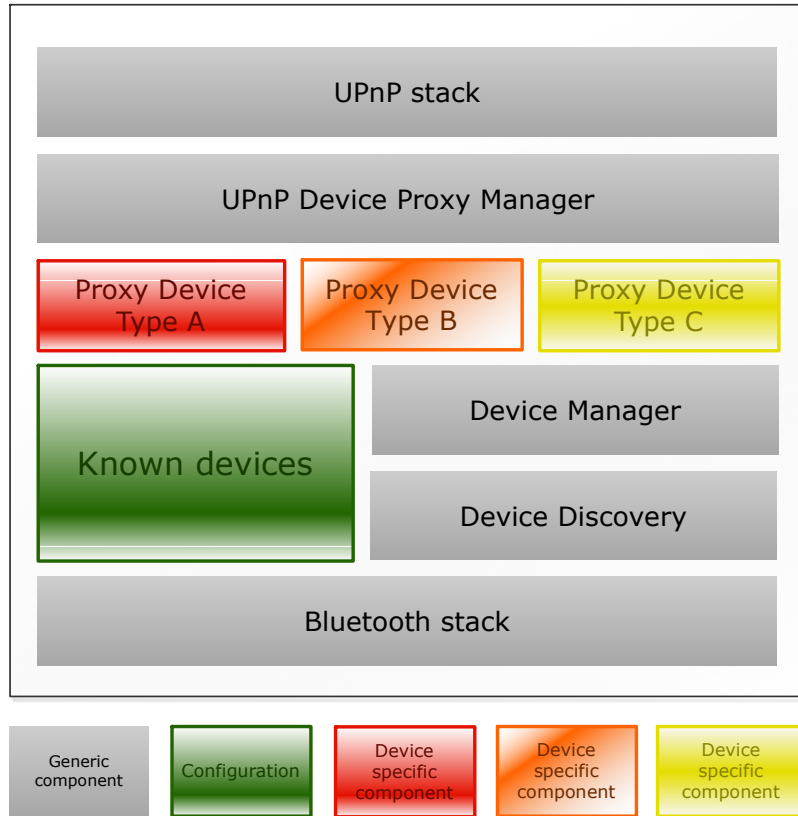 UPnP stack
UPnP Device Proxy Manager
Proxy Device
Type A
Proxy Device
Type B
Proxy Device
Type C
Known devices
Device Manager
Device Discovery
Bluetooth stack
Generic
component
Configuration
Device
specific
component
Device
specific
component
Device
specific
component